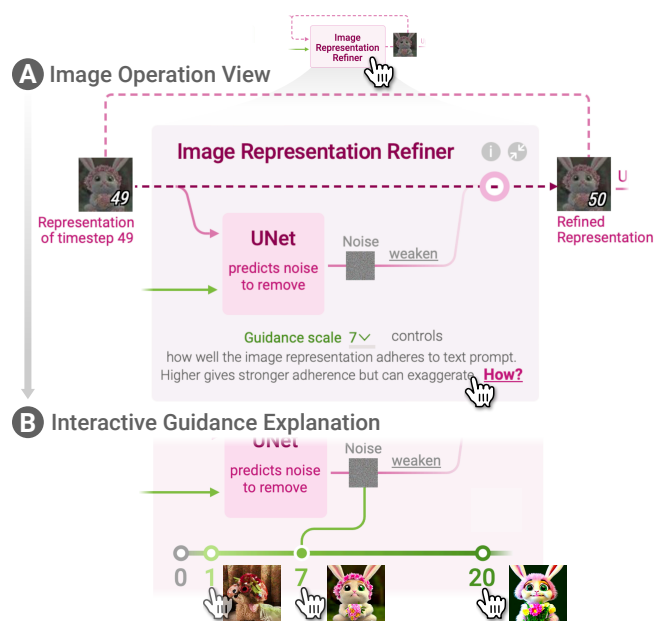 Image
Representation
Refiner
U
A Image Operation View
Image Representation Refiner
i
49
50
U
Representation
of timestep 49
Refined
Representation
UNet
predicts noise
to remove
Noise
weaken
-
Guidance scale 7 controls
how well the image representation adheres to text prompt.
Higher gives stronger adherence but can exaggerate. How?
B Interactive Guidance Explanation
UNet
predicts noise
to remove
Noise
weaken
0 1 7 20